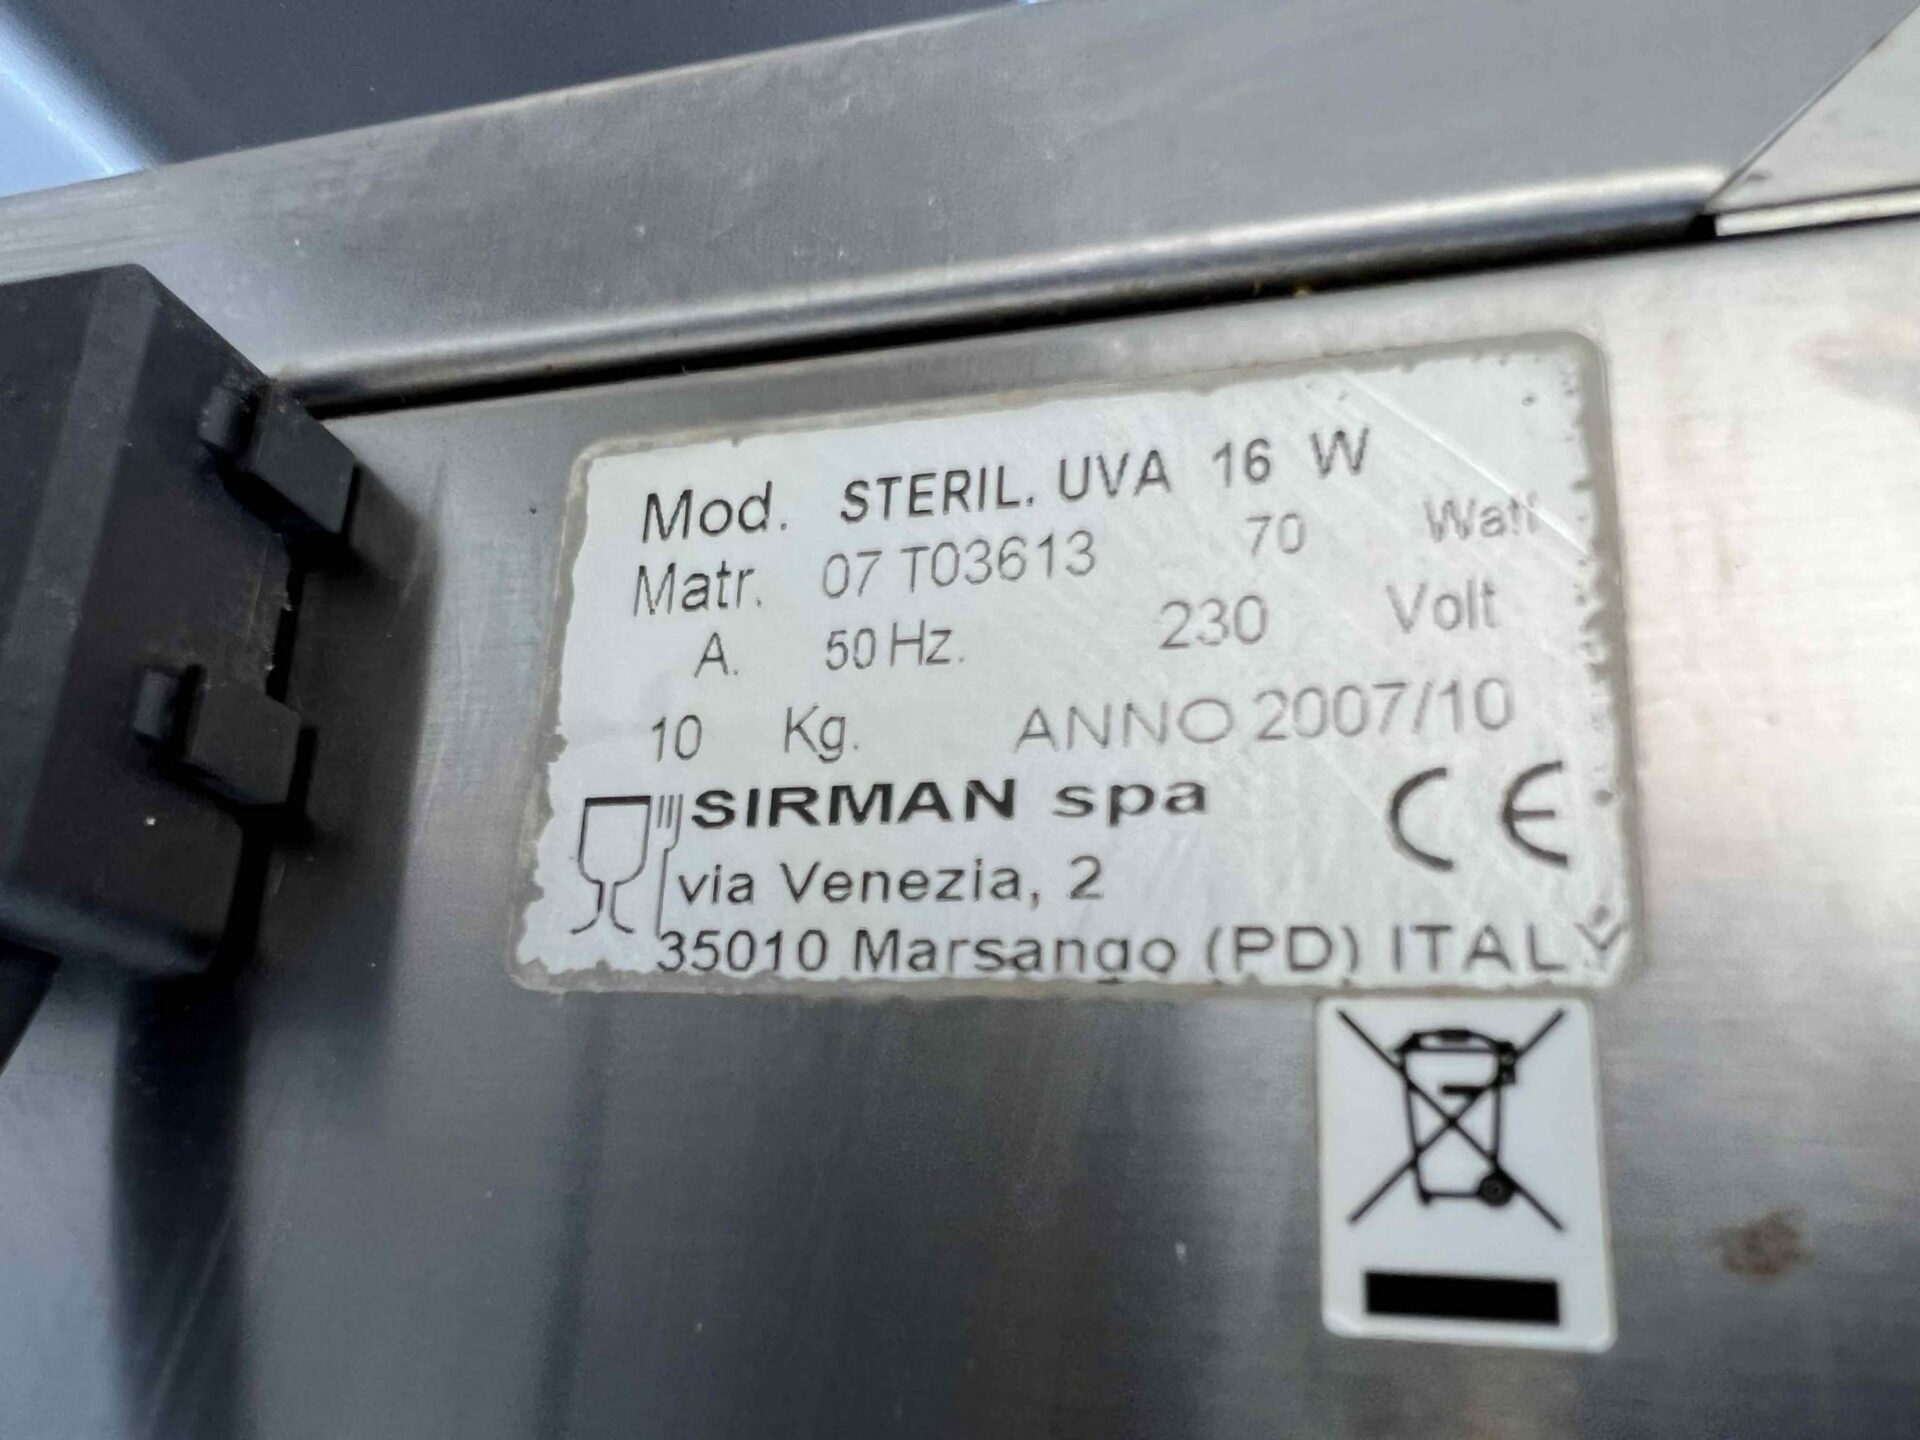 Mod. STERIL. UVA 16 W
Matr. 07 T03613 70 Watt
A. 50 Hz. 230 Volt
10 Kg. ANNO 2007/10
SIRMAN spa
CE
via Venezia, 2
35010 Marsango (PD) ITALY